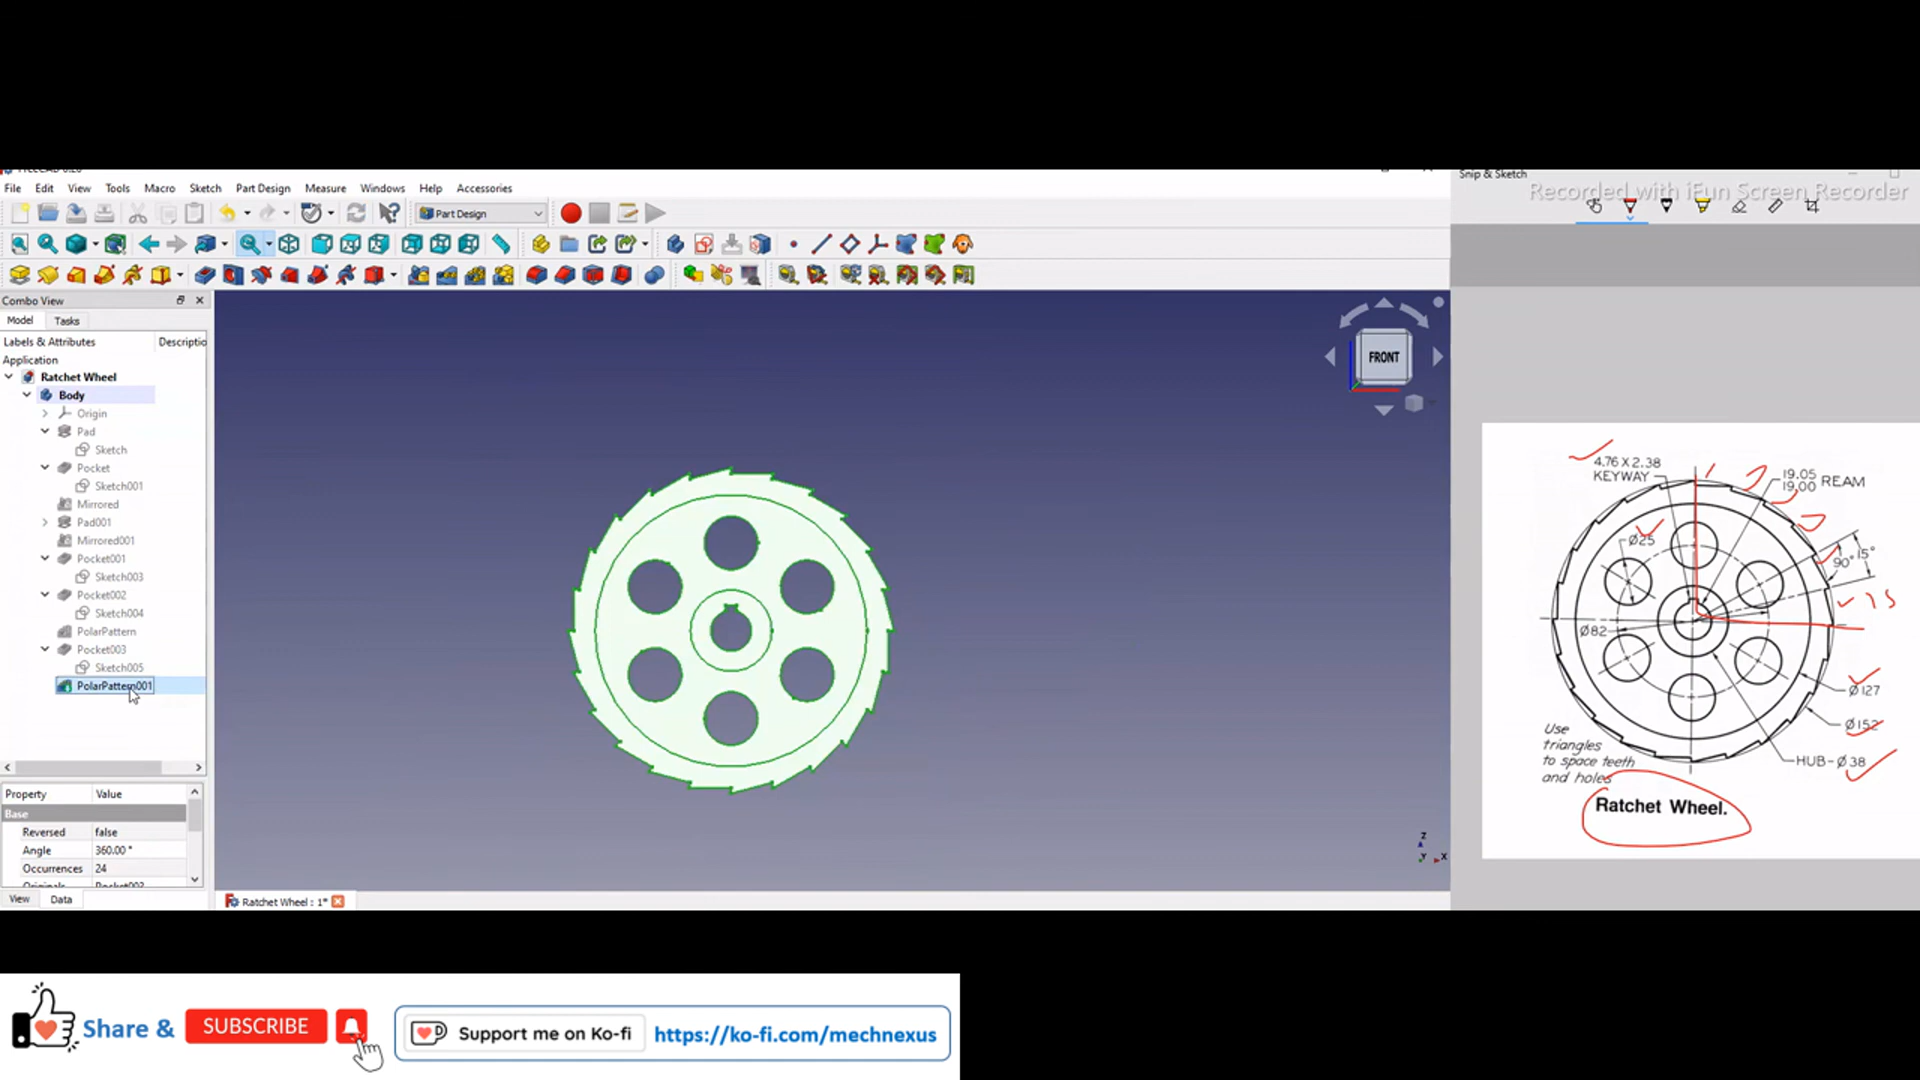 Snip & Sketch
Recorded with iFun Screen Recorder
File Edit View Tools Macro Sketch Part Design Measure Windows Help Accessories
Part Design
Combo View
Model Tasks
Labels & Attributes Descriptio
Application
Ratchet Wheel
Body
Origin
Pad
Sketch
Pocket
Sketch001
Mirrored
Pad001
Mirrored001
Pocket001
Sketch003
Pocket002
Sketch004
PolarPattern
Pocket003
Sketch005
PolarPattern001
Property Value
Base
Reversed false
Angle 360.00 °
Occurrences 24
View Data
FRONT
Z
Y X
Ratchet Wheel : 1*
4.76 X 2.38
KEYWAY
19.05
19.00 REAM
Ø25
15°
90°
15
Ø82
Ø127
Ø152
HUB-Ø38
Use
triangles
to space teeth
and holes
Ratchet Wheel.
Share & SUBSCRIBE
Support me on Ko-fi https://ko-fi.com/mechnexus